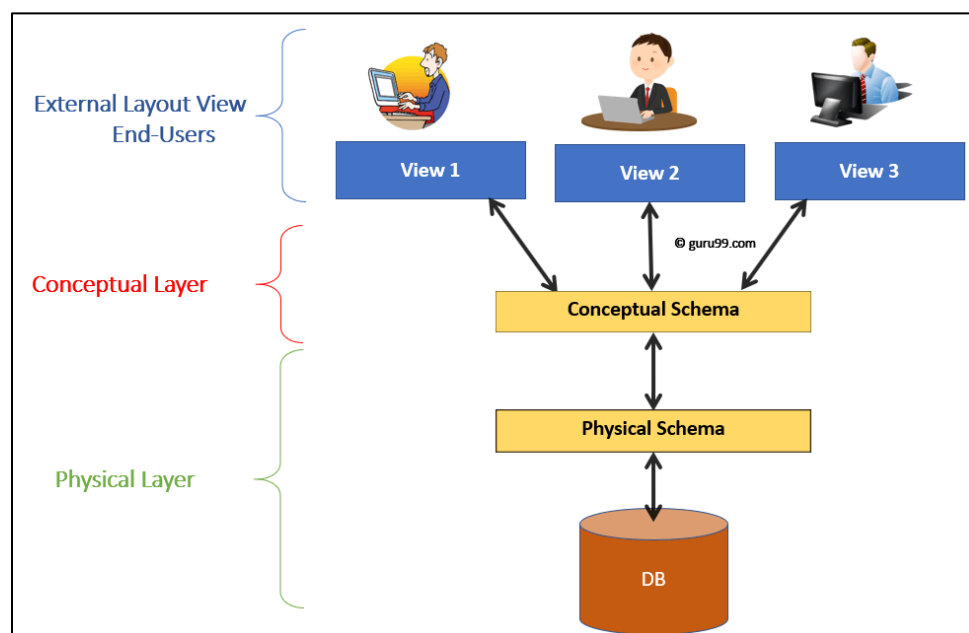 External Layout View
End-Users
View 1
View 2
View 3
© guru99.com
Conceptual Layer
Conceptual Schema
Physical Schema
Physical Layer
DB